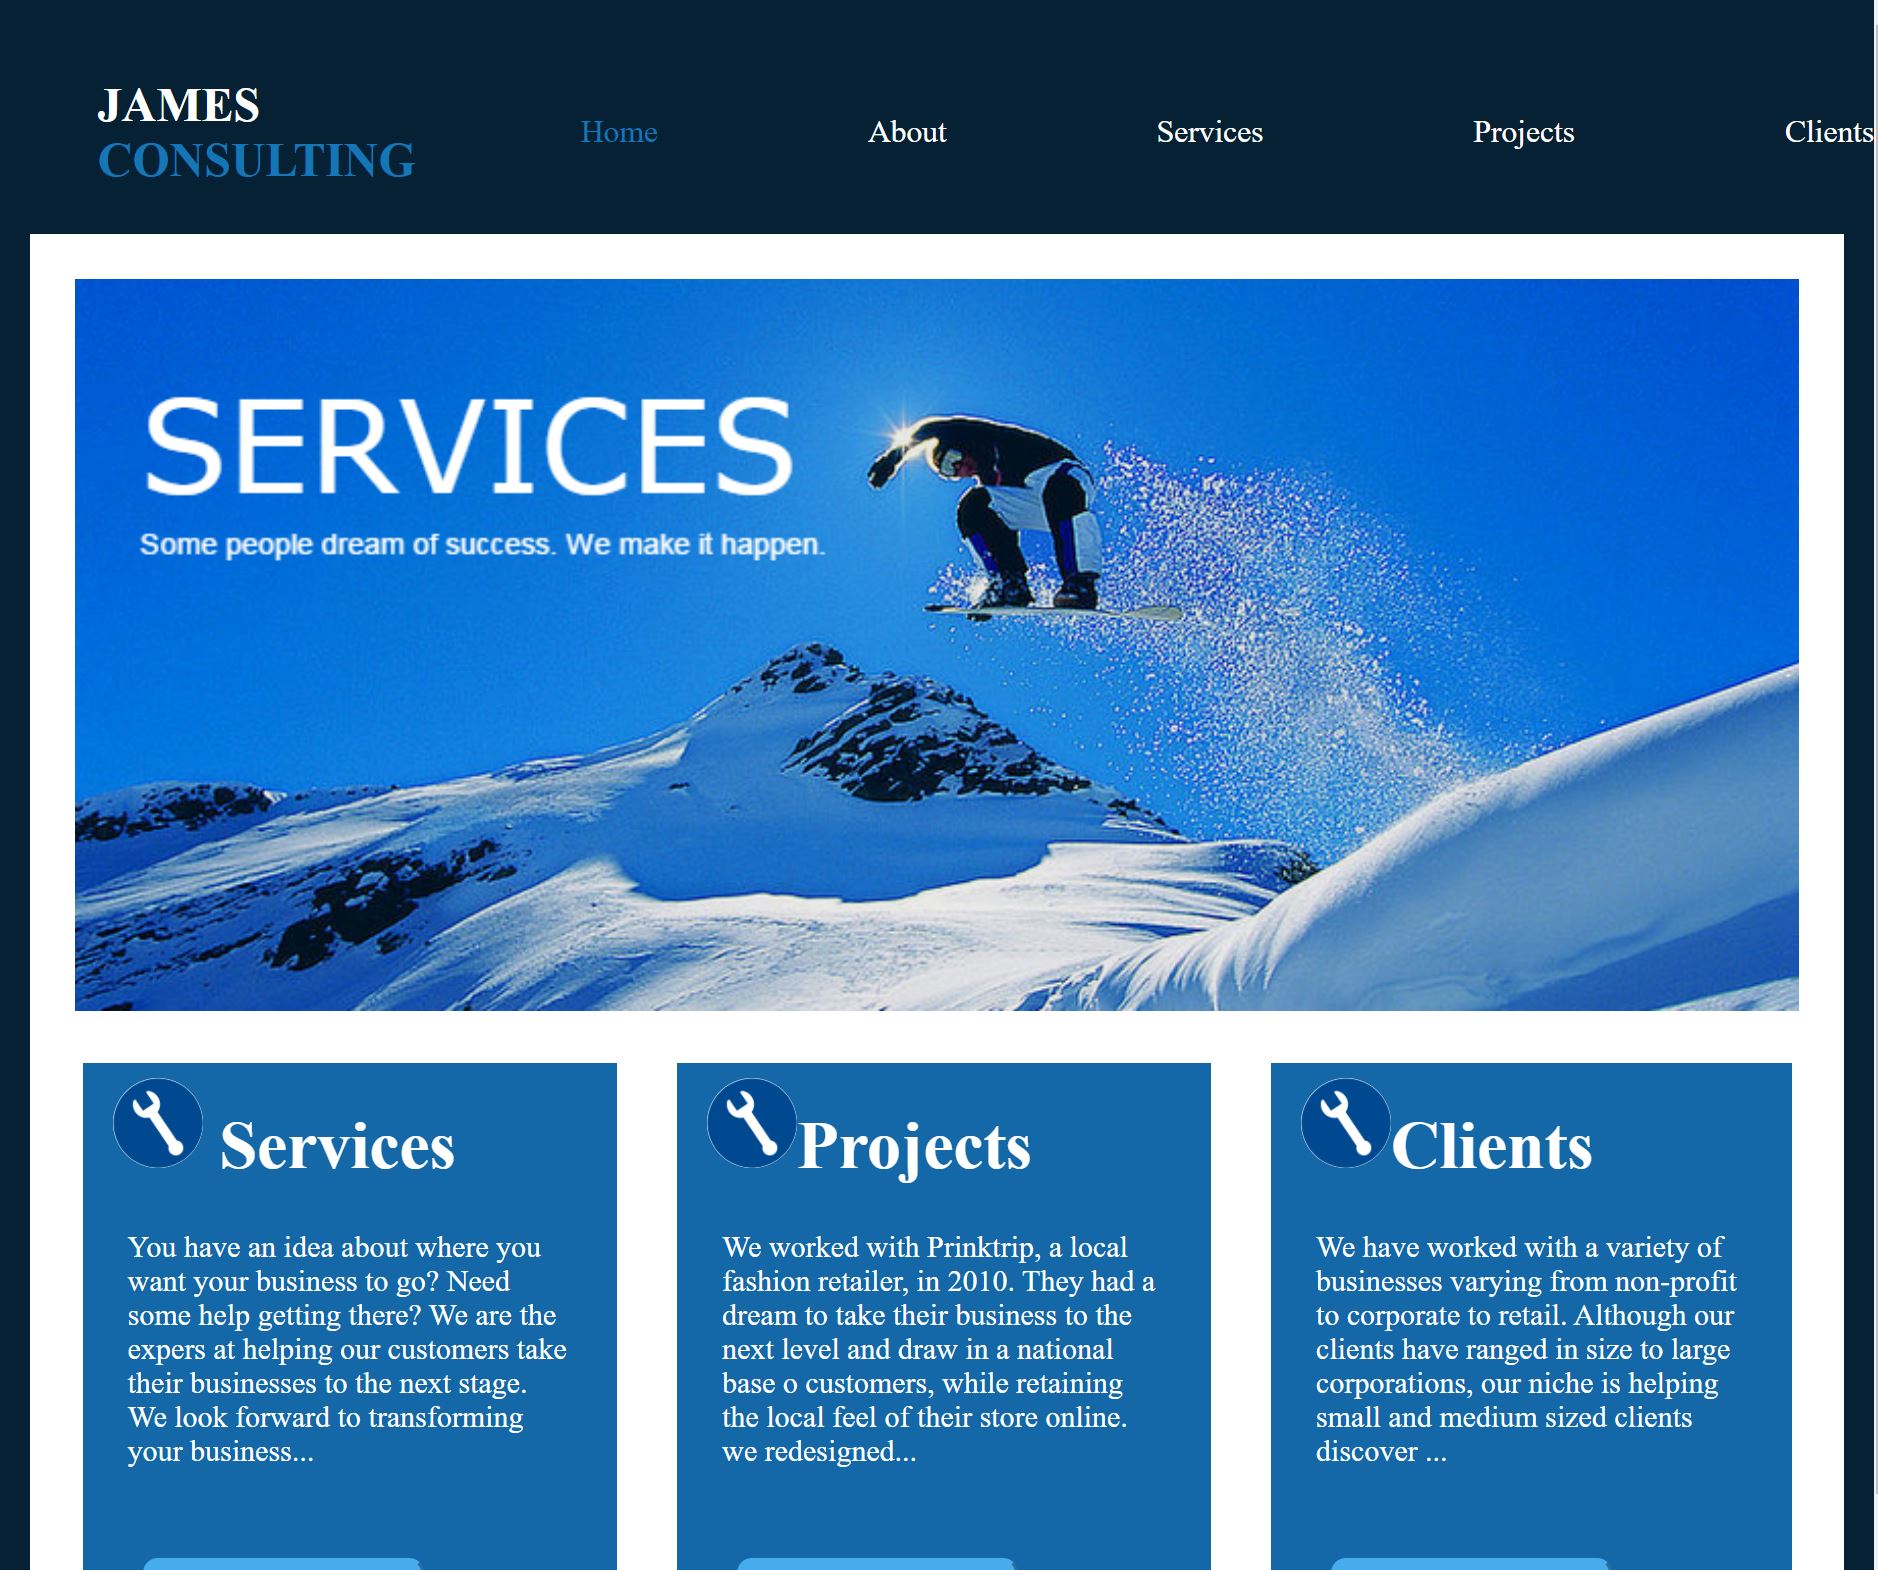 JAMES
CONSULTING
Home About Services Projects Clients
SERVICES
Some people dream of success. We make it happen.
Services
You have an idea about where you
want your business to go? Need
some help getting there? We are the
expers at helping our customers take
their businesses to the next stage.
We look forward to transforming
your business...
Projects
We worked with Prinktrip, a local
fashion retailer, in 2010. They had a
dream to take their business to the
next level and draw in a national
base o customers, while retaining
the local feel of their store online.
we redesigned...
Clients
We have worked with a variety of
businesses varying from non-profit
to corporate to retail. Although our
clients have ranged in size to large
corporations, our niche is helping
small and medium sized clients
discover ...